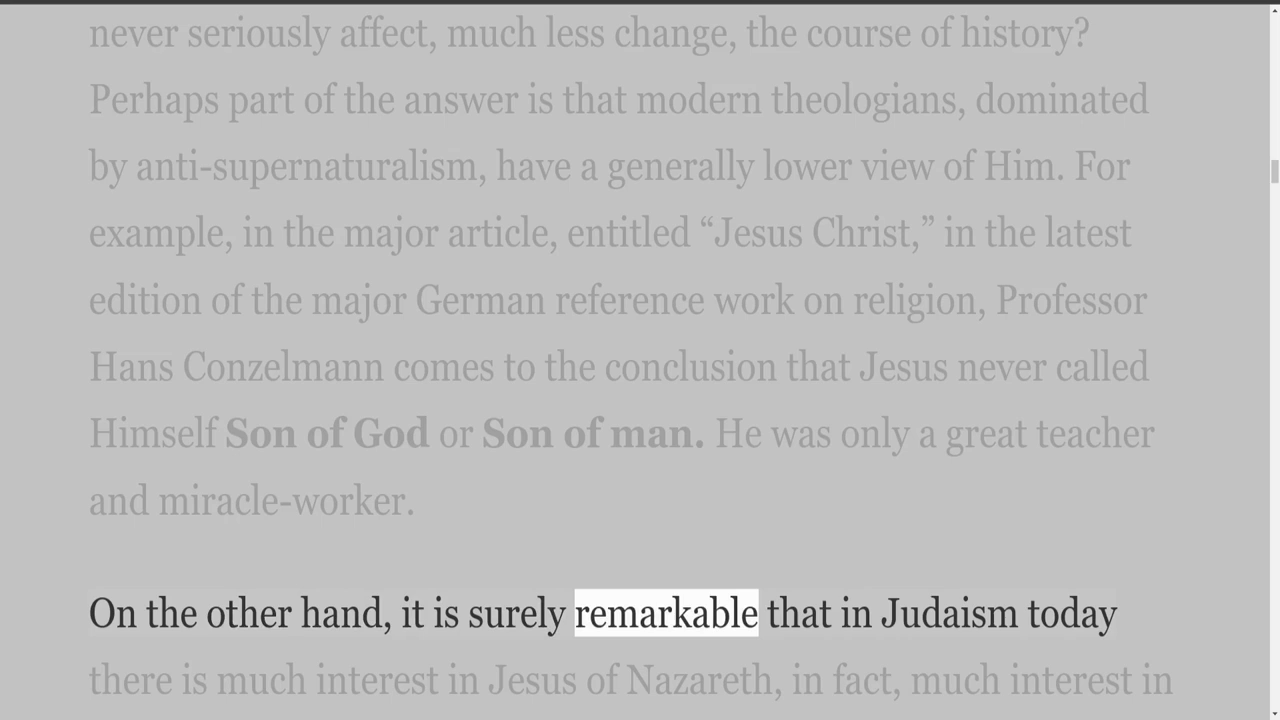 never seriously affect, much less change, the course of history?
Perhaps part of the answer is that modern theologians, dominated
by anti-supernaturalism, have a generally lower view of Him. For
example, in the major article, entitled “Jesus Christ,” in the latest
edition of the major German reference work on religion, Professor
Hans Conzelmann comes to the conclusion that Jesus never called
Himself Son of God or Son of man. He was only a great teacher
and miracle-worker.
On the other hand, it is surely remarkable that in Judaism today
there is much interest in Jesus of Nazareth, in fact, much interest in